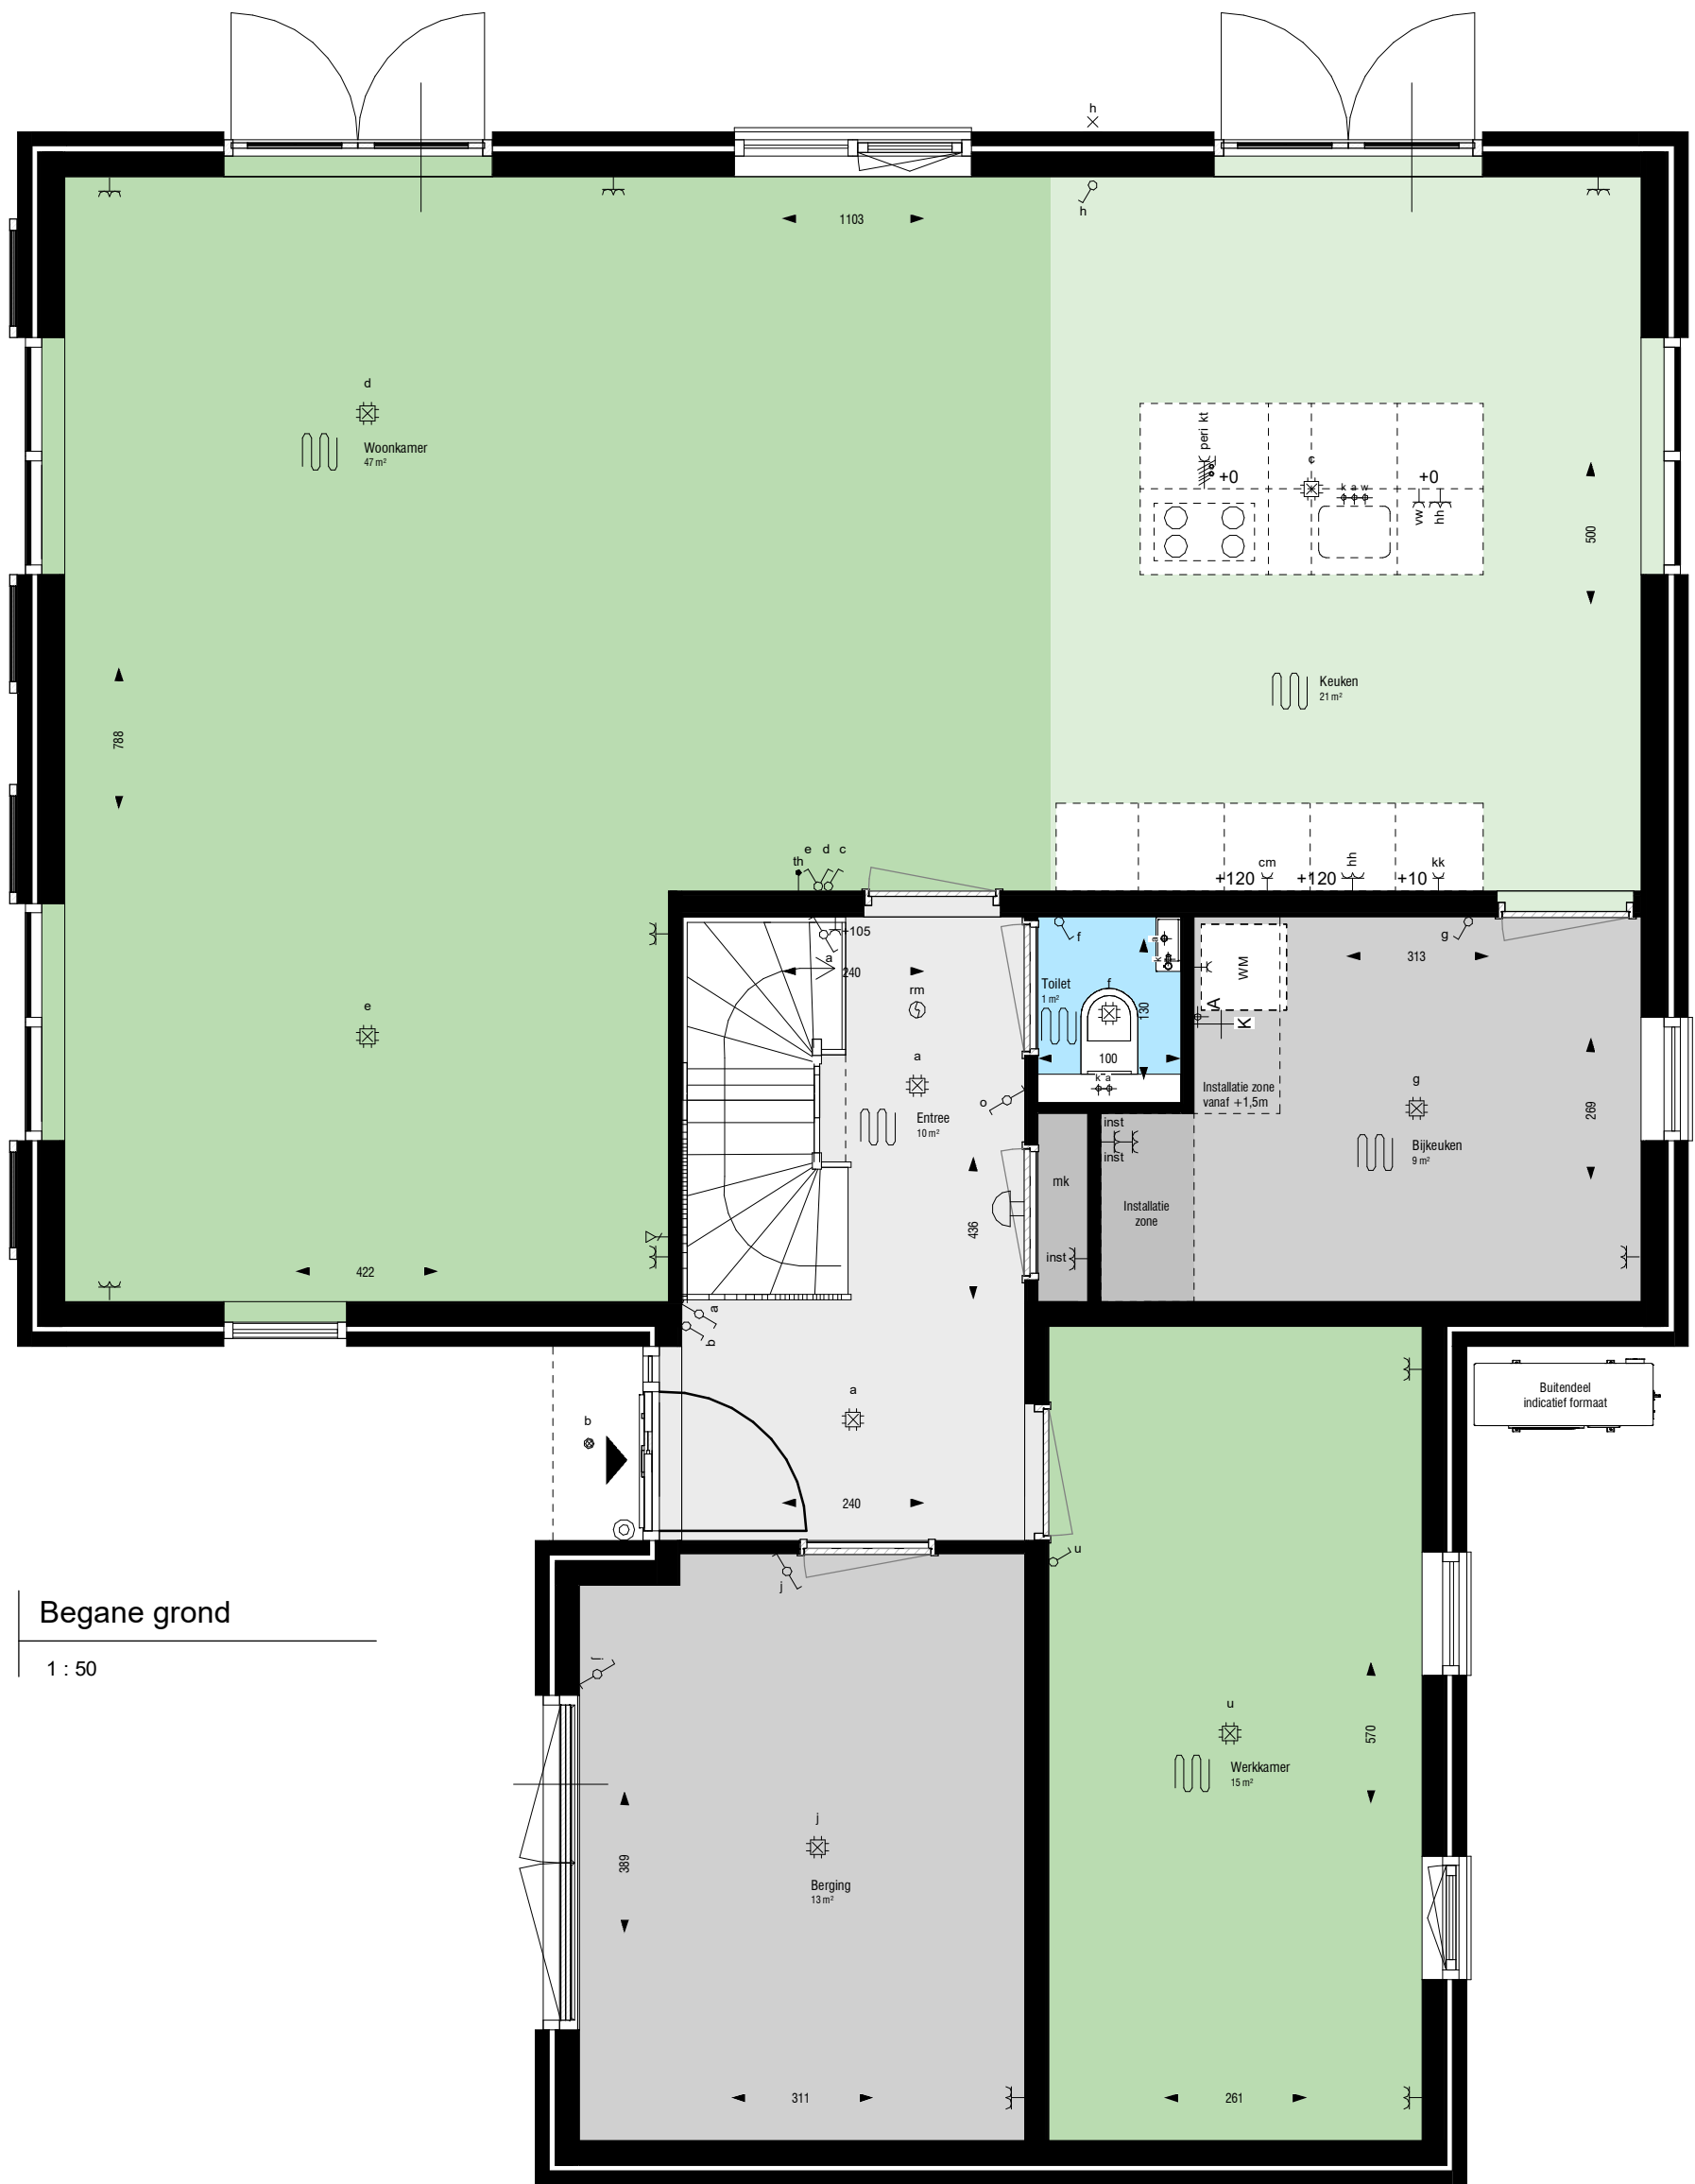 h
h
1103
d
Woonkamer
47 m²
peri kt
+0
c
k a w
+0
vw
hh
500
Keuken
21 m²
788
th
e d c
cm
hh
kk
+120
+120
+10
+105
a
240
rm
a
Entree
10 m²
o
436
f
Toilet
1 m²
f
130
100
k a
k a
WM
A
K
g
313
Installatie zone
vanaf +1,5m
g
Bijkeuken
9 m²
269
inst
inst
mk
Installatie
zone
inst
e
422
a
b
a
b
240
Buitendeel
indicatief formaat
u
j
j
Begane grond
1 : 50
u
Werkkamer
15 m²
570
j
Berging
13 m²
389
311
261